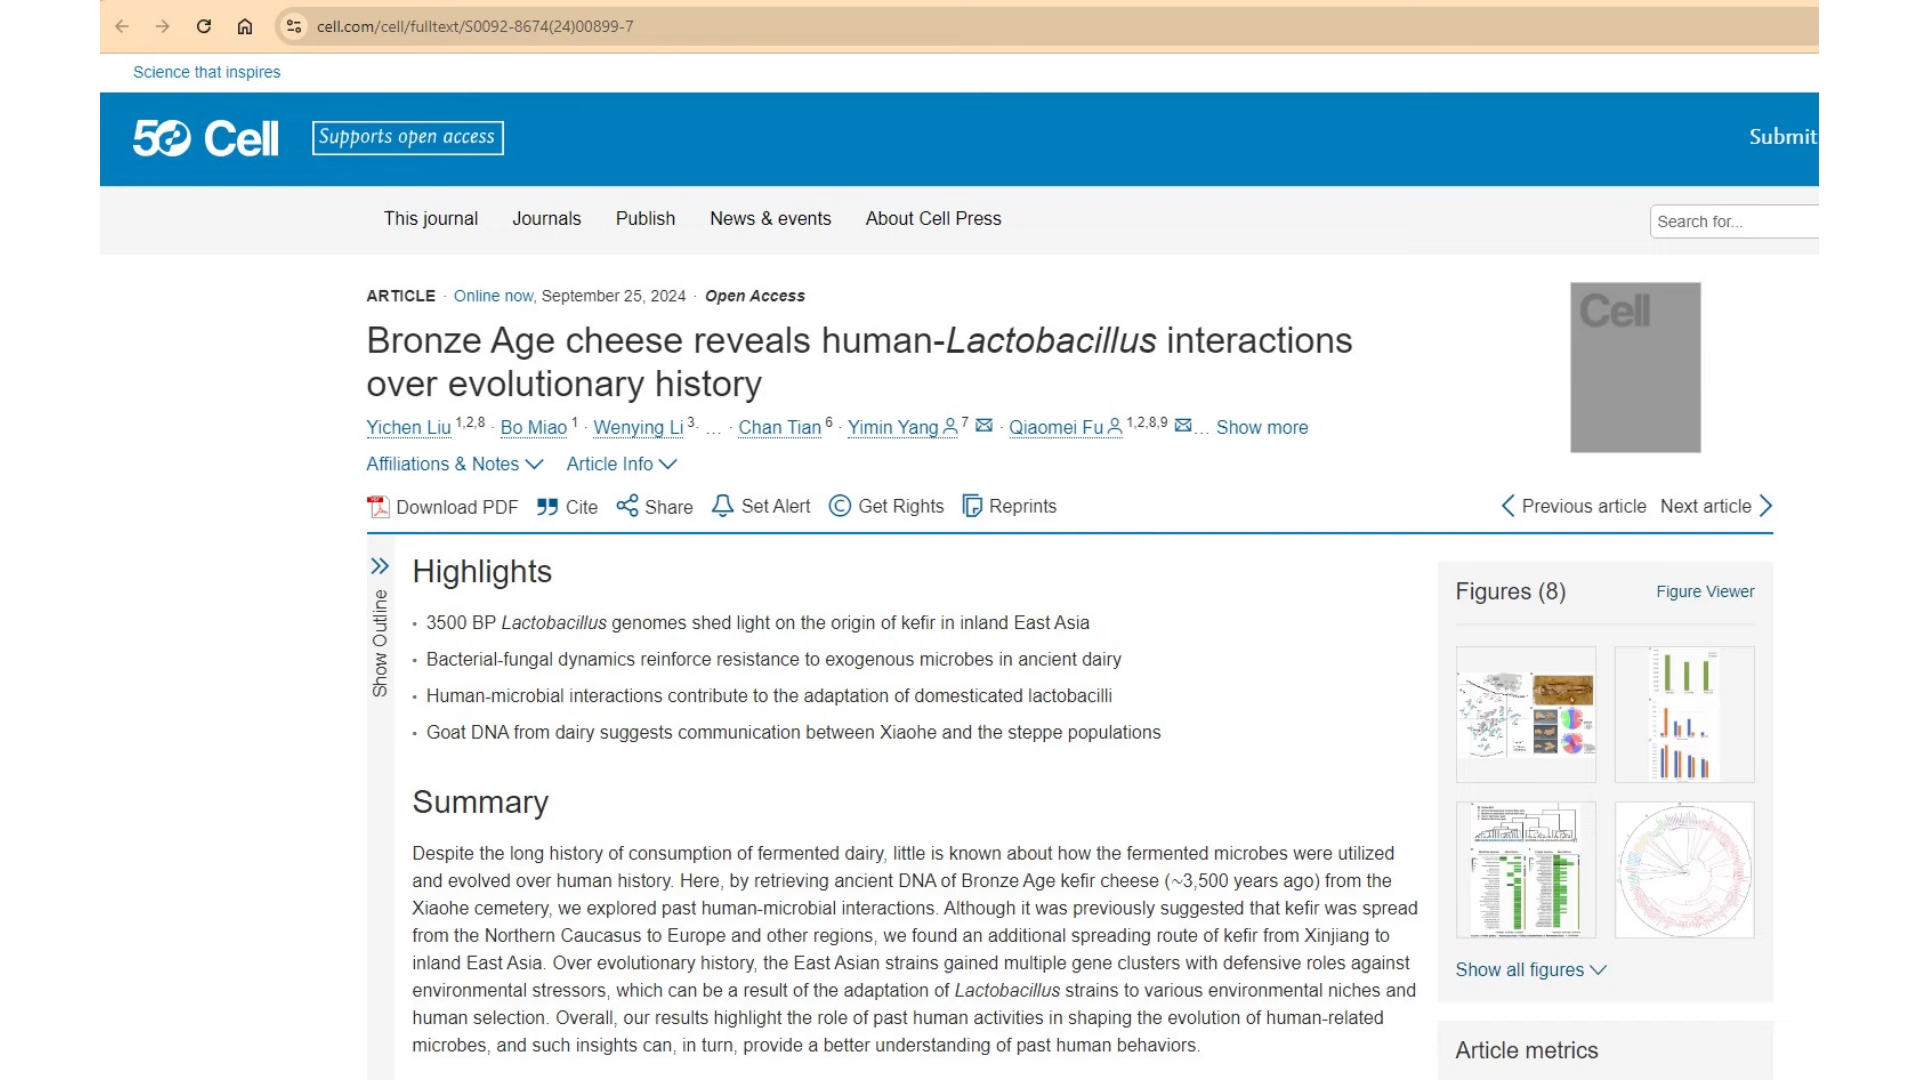 cell.com/cell/fulltext/S0092-8674(24)00899-7
Science that inspires
50 Cell
Supports open access
Submit
This journal Journals Publish News & events About Cell Press
Search for...
ARTICLE · Online now, September 25, 2024 · Open Access
Cell
Bronze Age cheese reveals human-Lactobacillus interactions
over evolutionary history
Yichen Liu 1,2,8 · Bo Miao 1 · Wenying Li 3. ... · Chan Tian 6 · Yimin Yang 7 · Qiaomei Fu 1,2,8,9 ... Show more
Affiliations & Notes Article Info
Download PDF Cite Share Set Alert Get Rights Reprints
Previous article Next article
Show Outline
Highlights
• 3500 BP Lactobacillus genomes shed light on the origin of kefir in inland East Asia
• Bacterial-fungal dynamics reinforce resistance to exogenous microbes in ancient dairy
• Human-microbial interactions contribute to the adaptation of domesticated lactobacilli
• Goat DNA from dairy suggests communication between Xiaohe and the steppe populations
Summary
Despite the long history of consumption of fermented dairy, little is known about how the fermented microbes were utilized
and evolved over human history. Here, by retrieving ancient DNA of Bronze Age kefir cheese (~3,500 years ago) from the
Xiaohe cemetery, we explored past human-microbial interactions. Although it was previously suggested that kefir was spread
from the Northern Caucasus to Europe and other regions, we found an additional spreading route of kefir from Xinjiang to
inland East Asia. Over evolutionary history, the East Asian strains gained multiple gene clusters with defensive roles against
environmental stressors, which can be a result of the adaptation of Lactobacillus strains to various environmental niches and
human selection. Overall, our results highlight the role of past human activities in shaping the evolution of human-related
microbes, and such insights can, in turn, provide a better understanding of past human behaviors.
Figures (8) Figure Viewer
Show all figures
Article metrics